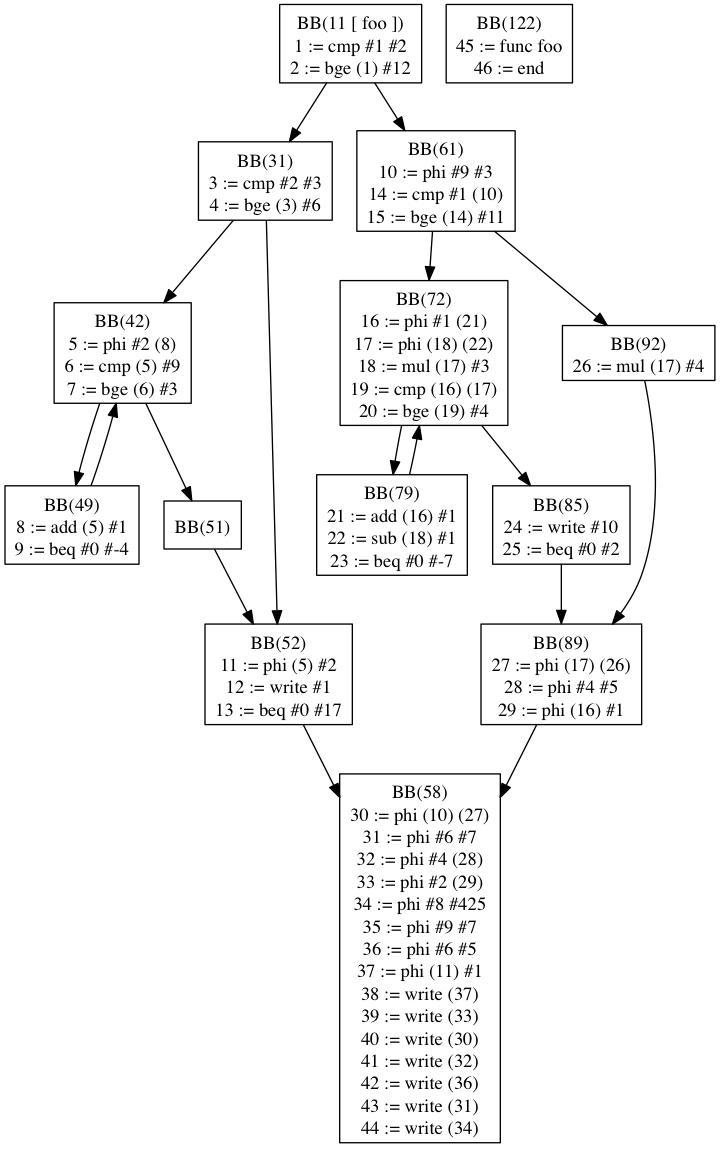 BB(11 [ foo ])
1 := cmp #1 #2
2 := bge (1) #12
BB(122)
45 := func foo
46 := end
BB(31)
3 := cmp #2 #3
4 := bge (3) #6
BB(61)
10 := phi #9 #3
14 := cmp #1 (10)
15 := bge (14) #11
BB(42)
5 := phi #2 (8)
6 := cmp (5) #9
7 := bge (6) #3
BB(72)
16 := phi #1 (21)
17 := phi (18) (22)
18 := mul (17) #3
19 := cmp (16) (17)
20 := bge (19) #4
BB(92)
26 := mul (17) #4
BB(49)
8 := add (5) #1
9 := beq #0 #-4
BB(51)
BB(79)
21 := add (16) #1
22 := sub (18) #1
23 := beq #0 #-7
BB(85)
24 := write #10
25 := beq #0 #2
BB(52)
11 := phi (5) #2
12 := write #1
13 := beq #0 #17
BB(89)
27 := phi (17) (26)
28 := phi #4 #5
29 := phi (16) #1
BB(58)
30 := phi (10) (27)
31 := phi #6 #7
32 := phi #4 (28)
33 := phi #2 (29)
34 := phi #8 #425
35 := phi #9 #7
36 := phi #6 #5
37 := phi (11) #1
38 := write (37)
39 := write (33)
40 := write (30)
41 := write (32)
42 := write (36)
43 := write (31)
44 := write (34)